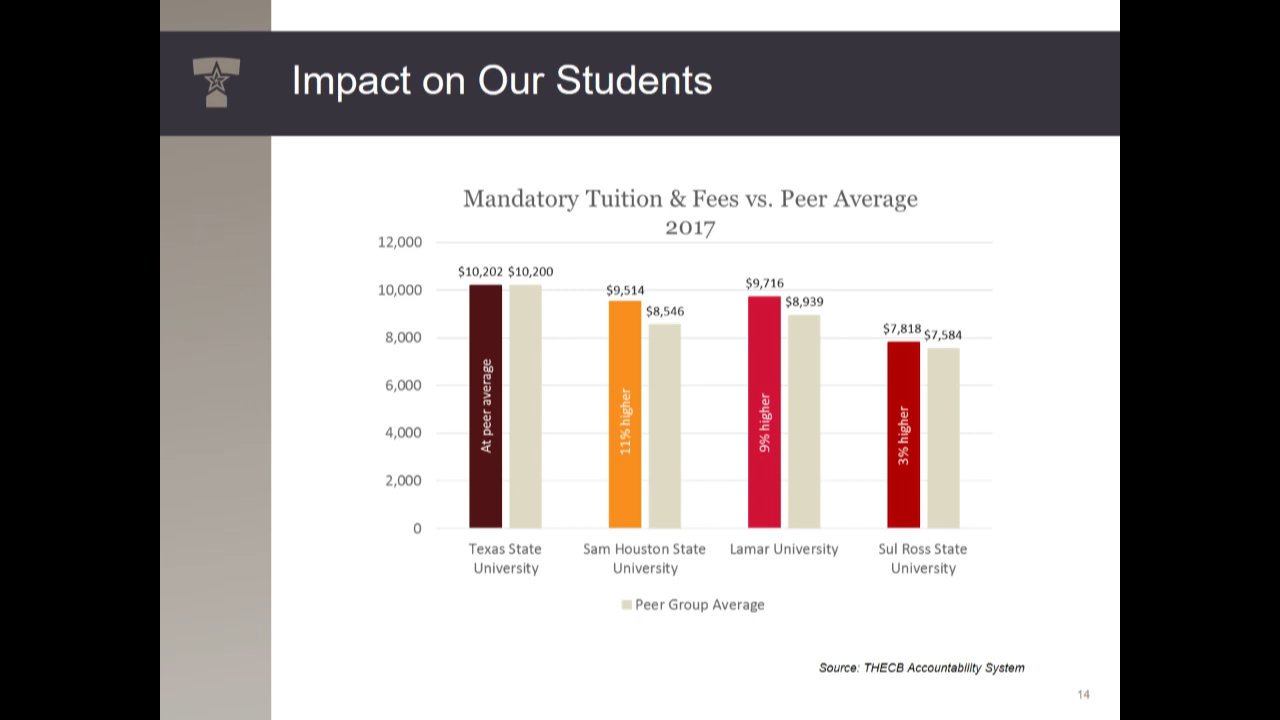 Impact on Our Students
Mandatory Tuition & Fees vs. Peer Average
2017
12,000
10,000
8,000
6,000
4,000
2,000
0
$10,202 $10,200
$9,514
$8,546
$9,716
$8,939
$7,818
$7,584
At peer average
11% higher
9% higher
3% higher
Texas State
University
Sam Houston State
University
Lamar University
Sul Ross State
University
Peer Group Average
Source: THECB Accountability System
14